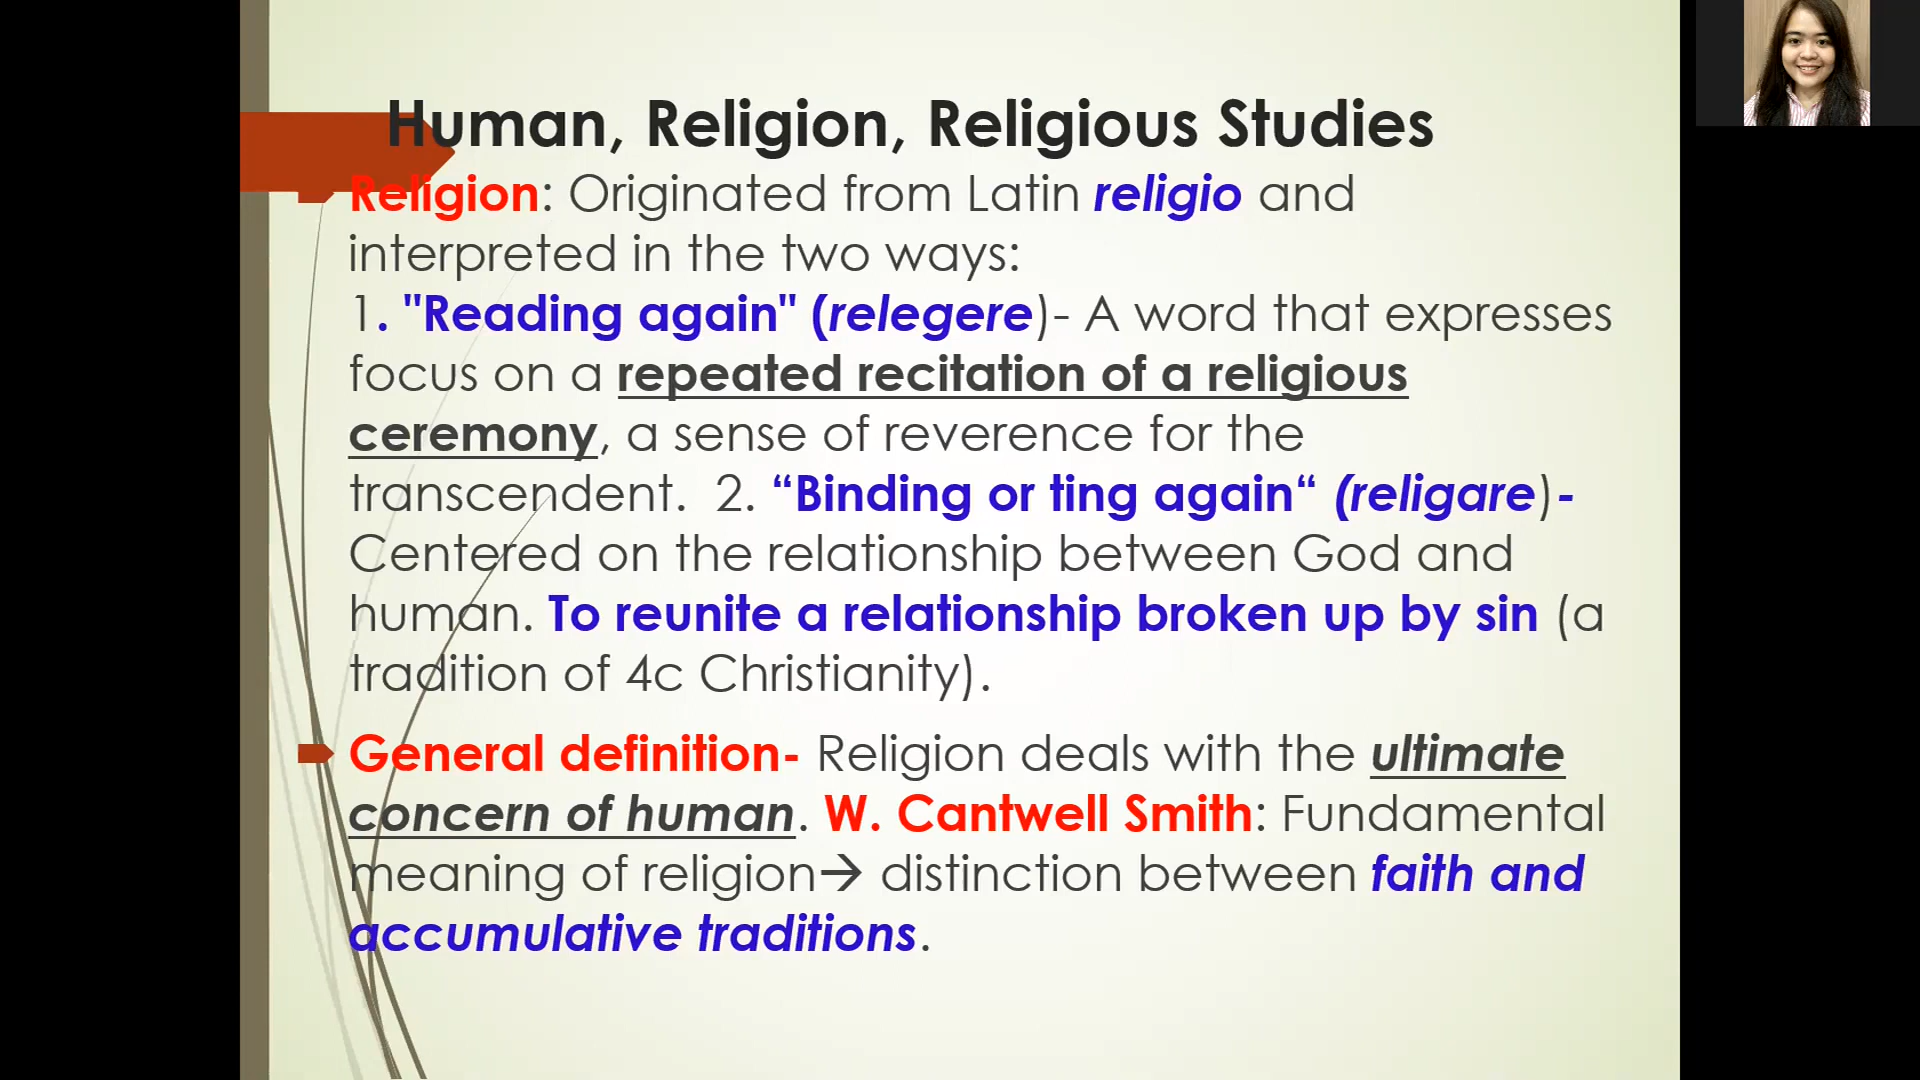 Human, Religion, Religious Studies
Religion: Originated from Latin religio and
interpreted in the two ways:
1. "Reading again" (relegere)- A word that expresses
focus on a repeated recitation of a religious
ceremony, a sense of reverence for the
transcendent.  2. “Binding or ting again“ (religare)-
Centered on the relationship between God and
human. To reunite a relationship broken up by sin (a
tradition of 4c Christianity).
General definition- Religion deals with the ultimate
concern of human. W. Cantwell Smith: Fundamental
meaning of religion→ distinction between faith and
accumulative traditions.